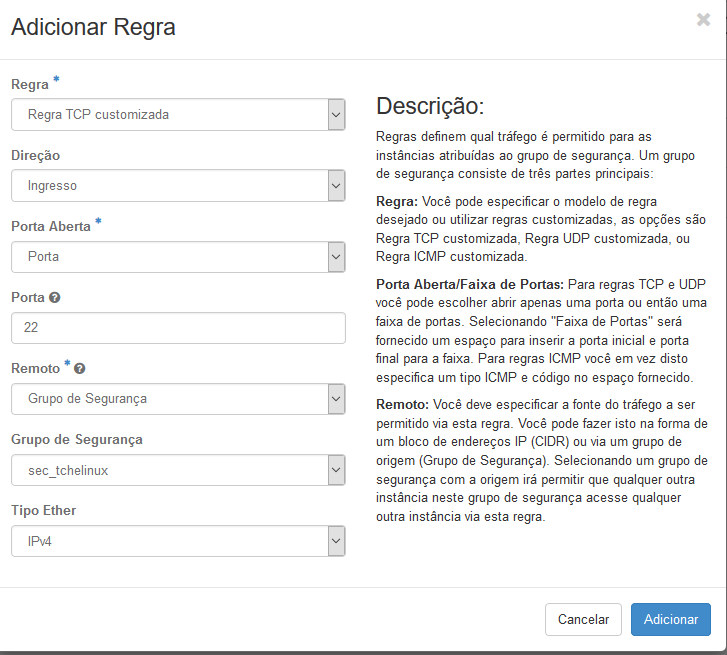 Adicionar Regra
×
Regra *
Regra TCP customizada
Direção
Ingresso
Porta Aberta *
Porta
Porta ?
22
Remoto * ?
Grupo de Segurança
Grupo de Segurança
sec_tchelinux
Tipo Ether
IPv4
Descrição:
Regras definem qual tráfego é permitido para as
instâncias atribuídas ao grupo de segurança. Um grupo
de segurança consiste de três partes principais:
Regra: Você pode especificar o modelo de regra
desejado ou utilizar regras customizadas, as opções são
Regra TCP customizada, Regra UDP customizada, ou
Regra ICMP customizada.
Porta Aberta/Faixa de Portas: Para regras TCP e UDP
você pode escolher abrir apenas uma porta ou então uma
faixa de portas. Selecionando "Faixa de Portas" será
fornecido um espaço para inserir a porta inicial e porta
final para a faixa. Para regras ICMP você em vez disto
especifica um tipo ICMP e código no espaço fornecido.
Remoto: Você deve especificar a fonte do tráfego a ser
permitido via esta regra. Você pode fazer isto na forma de
um bloco de endereços IP (CIDR) ou via um grupo de
origem (Grupo de Segurança). Selecionando um grupo de
segurança com a origem irá permitir que qualquer outra
instância neste grupo de segurança acesse qualquer
outra instância via esta regra.
Cancelar
Adicionar